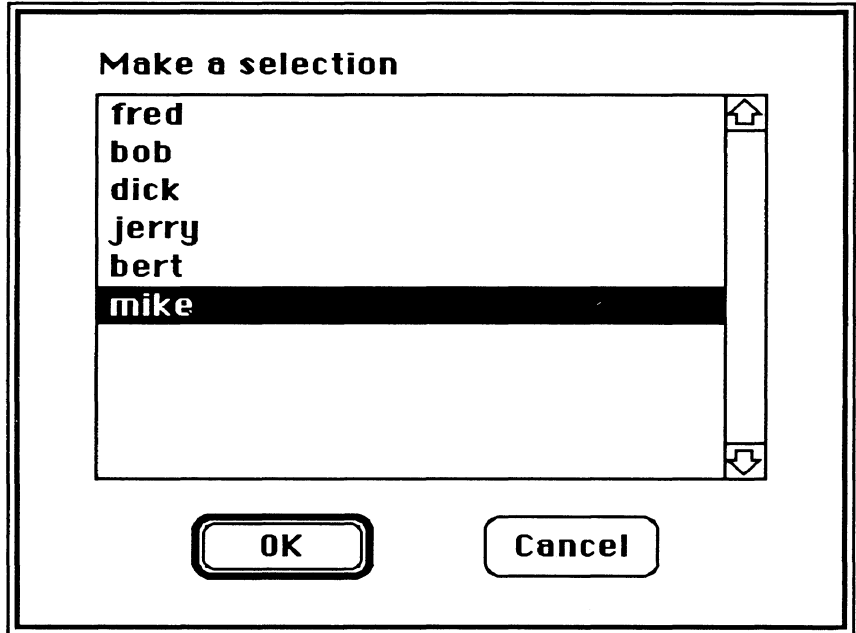 Make a selection
fred
bob
dick
jerry
bert
mike
OK
Cancel